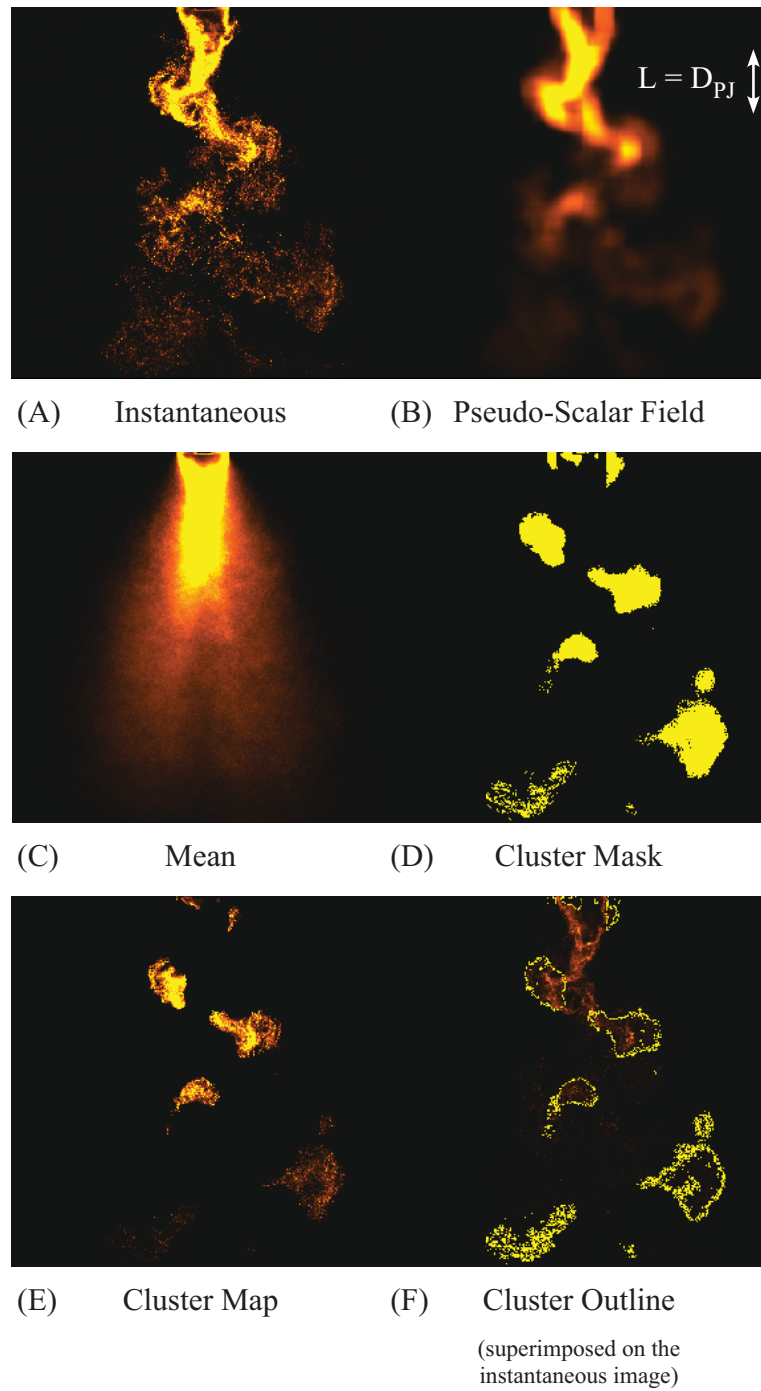 L = D_PJ
(A) Instantaneous
(B) Pseudo-Scalar Field
(C) Mean
(D) Cluster Mask
(E) Cluster Map
(F) Cluster Outline
(superimposed on the
instantaneous image)